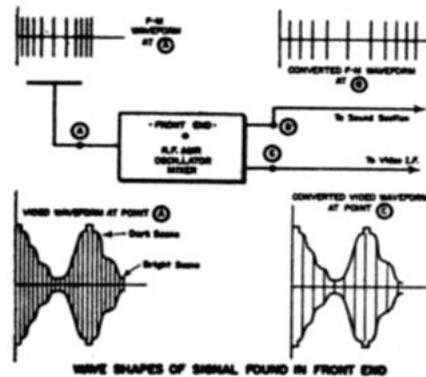 F-M
WAVEFORM
AT Ⓐ
CONVERTED F-M WAVEFORM
AT Ⓑ
Ⓐ
- FRONT END -
R.F. AMP.
OSCILLATOR
MIXER
Ⓑ
To Sound Section
Ⓒ
To Video I.F.
VIDEO WAVEFORM AT POINT Ⓐ
Dark Scene
Bright Scene
CONVERTED VIDEO WAVEFORM
AT POINT Ⓒ
WAVE SHAPES OF SIGNAL FOUND IN FRONT END